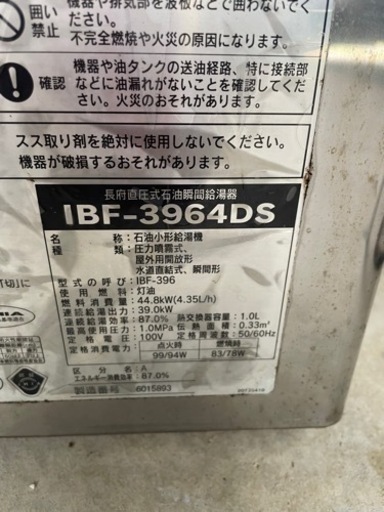 機器や排気部を波板などで囲わないでく
囲い
禁止
ださい。
不完全燃焼や火災の原因になります。
確認
機器や油タンクの送油経路、特に接続部
などに油漏れがないことを確認してくだ
さい。火災のおそれがあります。
スス取り剤を絶対に使用しないでください。
機器が破損するおそれがあります。
長府直圧式石油瞬間給湯器
IBF-3964DS
名称 : 石油小形給湯機
種類 : 圧力噴霧式、
屋外用開放形
水道直結式、瞬間形
型式の呼び : IBF-396
使用燃料 : 灯油
燃料消費量 : 44.8kW(4.35L/h)
連続給湯出力 : 39.0kW
連続給湯効率 : 87.0% 熱交換器容量 : 1.0L
最高使用圧力 : 1.0MPa 伝熱面積 : 0.33m²
定格電圧 : 100V 定格周波数 : 50/60Hz
定格消費電力 : 点火時 燃焼時
99/94W 83/78W
区分名 : A
エネルギー消費効率 : 87.0%
製造番号 6015893